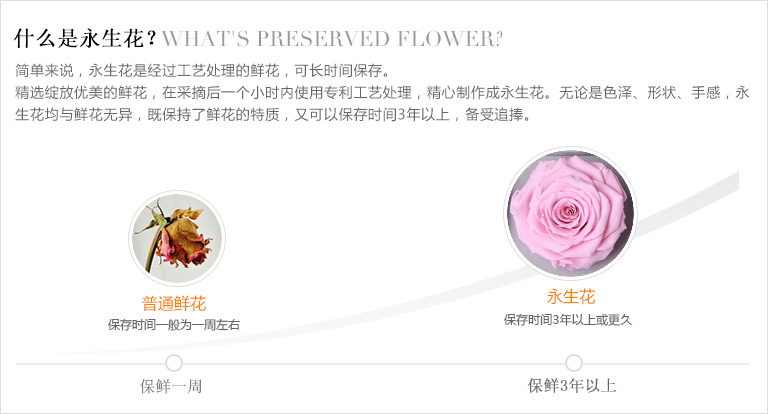 什么是永生花?WHAT'S PRESERVED FLOWER?
简单来说，永生花是经过工艺处理的鲜花，可长时间保存。
精选绽放优美的鲜花，在采摘后一个小时内使用专利工艺处理，精心制作成永生花。无论是色泽、形状、手感，永
生花均与鲜花无异，既保持了鲜花的特质，又可以保存时间3年以上，备受追捧。
普通鲜花
保存时间一般为一周左右
永生花
保存时间3年以上或更久
保鲜一周
保鲜3年以上